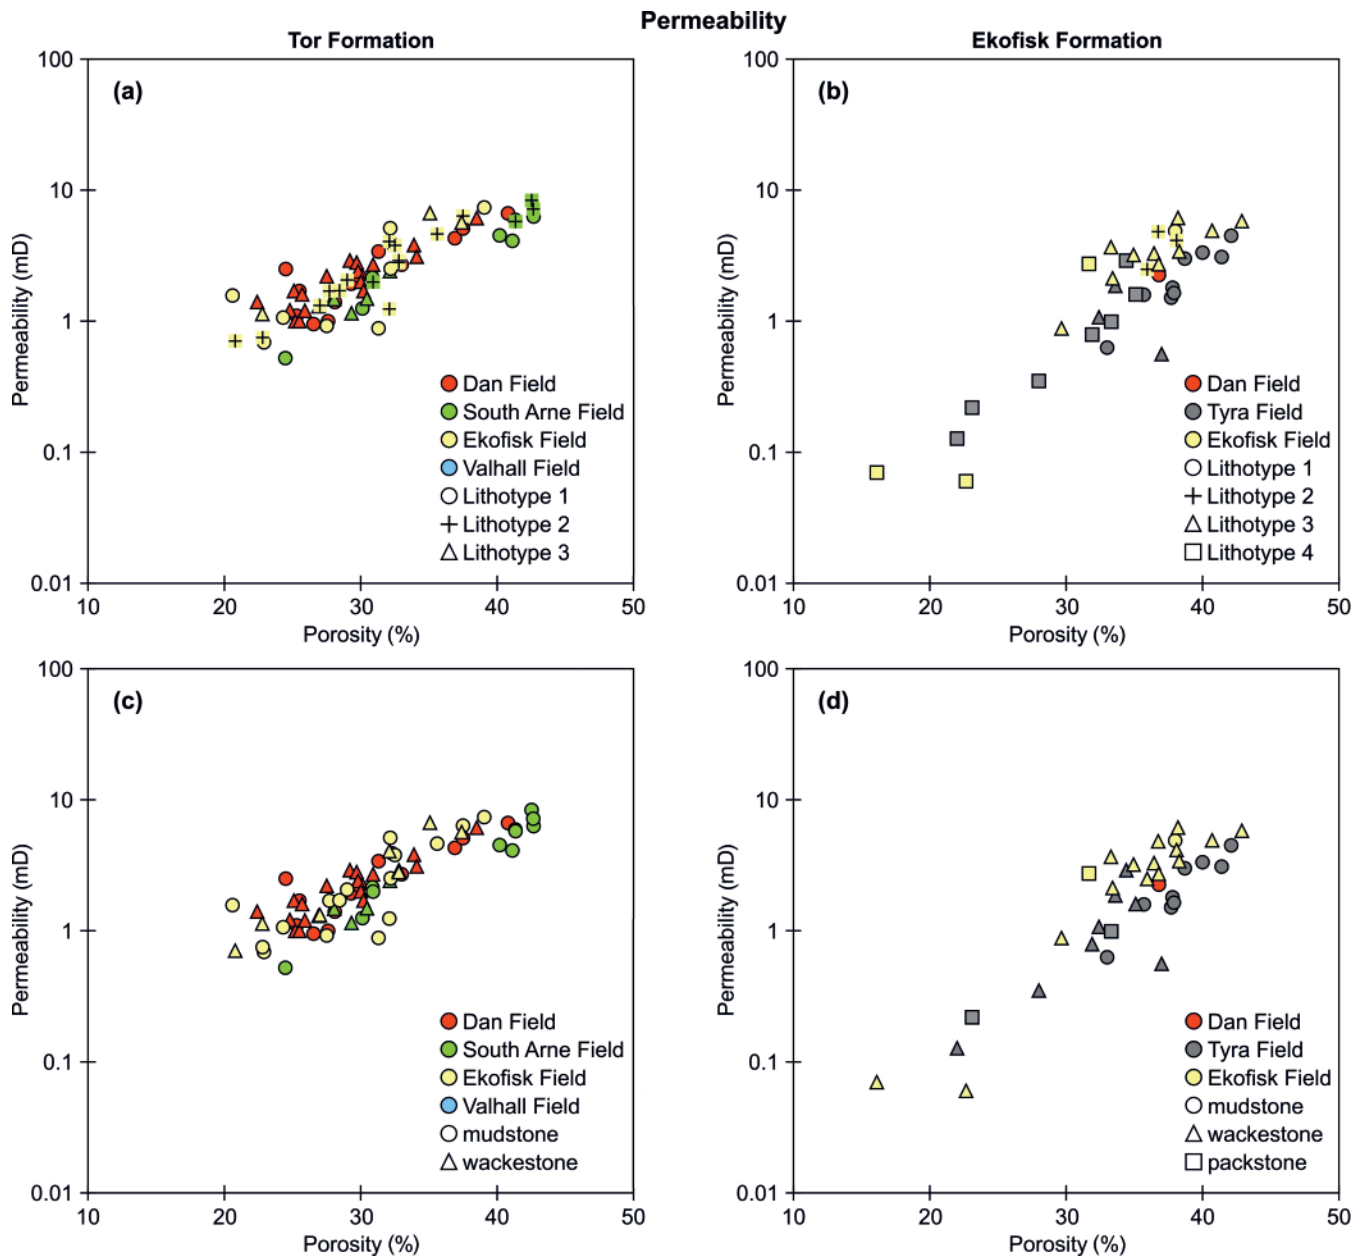 Permeability
Tor Formation
Ekofisk Formation
(a)
100
10
1
0.1
0.01
Permeability (mD)
10 20 30 40 50
Porosity (%)
Dan Field
South Arne Field
Ekofisk Field
Valhall Field
Lithotype 1
Lithotype 2
Lithotype 3
(b)
100
10
1
0.1
0.01
Permeability (mD)
10 20 30 40 50
Porosity (%)
Dan Field
Tyra Field
Ekofisk Field
Lithotype 1
Lithotype 2
Lithotype 3
Lithotype 4
(c)
100
10
1
0.1
0.01
Permeability (mD)
10 20 30 40 50
Porosity (%)
Dan Field
South Arne Field
Ekofisk Field
Valhall Field
mudstone
wackestone
(d)
100
10
1
0.1
0.01
Permeability (mD)
10 20 30 40 50
Porosity (%)
Dan Field
Tyra Field
Ekofisk Field
mudstone
wackestone
packstone